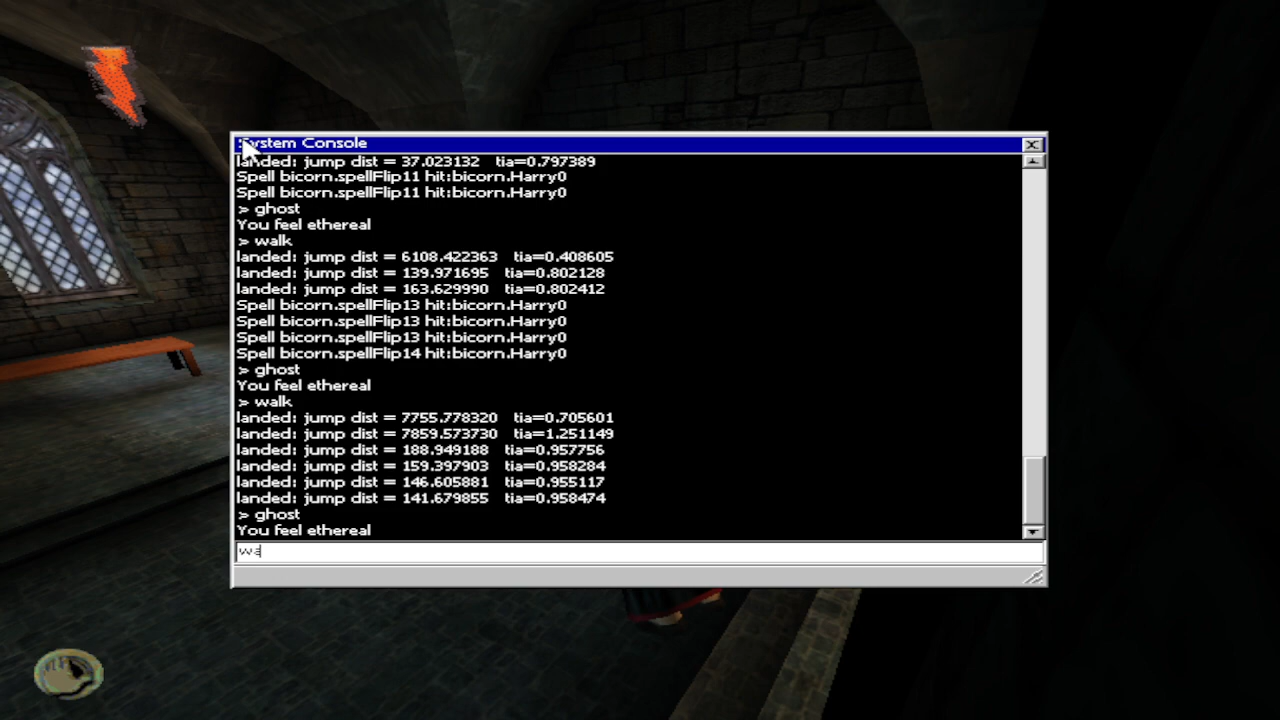 System Console
landed: jump dist = 37.023132 tia=0.797389
Spell bicorn.spellFlip11 hit:bicorn.Harry0
Spell bicorn.spellFlip11 hit:bicorn.Harry0
> ghost
You feel ethereal
> walk
landed: jump dist = 6108.422363 tia=0.408605
landed: jump dist = 139.971695 tia=0.802128
landed: jump dist = 163.629990 tia=0.802412
Spell bicorn.spellFlip13 hit:bicorn.Harry0
Spell bicorn.spellFlip13 hit:bicorn.Harry0
Spell bicorn.spellFlip13 hit:bicorn.Harry0
Spell bicorn.spellFlip14 hit:bicorn.Harry0
> ghost
You feel ethereal
> walk
landed: jump dist = 7755.778320 tia=0.705601
landed: jump dist = 7859.573730 tia=1.251149
landed: jump dist = 188.949188 tia=0.957756
landed: jump dist = 159.397903 tia=0.958284
landed: jump dist = 146.605881 tia=0.955117
landed: jump dist = 141.679855 tia=0.958474
> ghost
You feel ethereal
wa